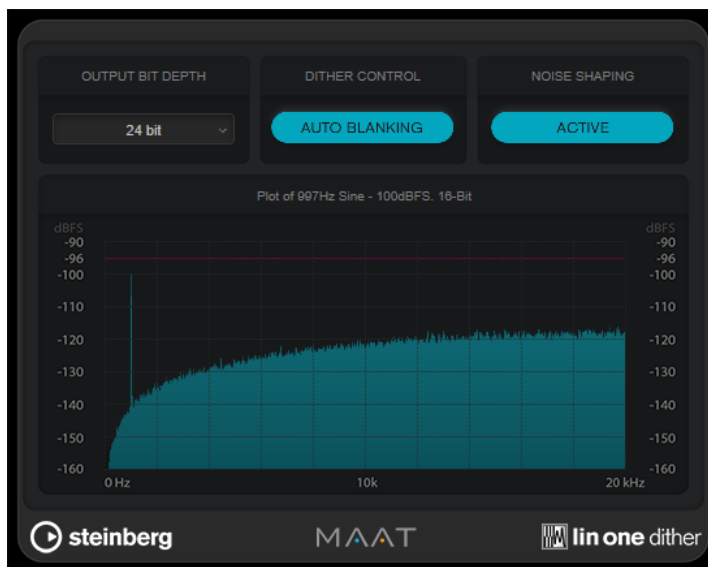 OUTPUT BIT DEPTH
DITHER CONTROL
NOISE SHAPING
24 bit
AUTO BLANKING
ACTIVE
Plot of 997Hz Sine - 100dBFS. 16-Bit
dBFS dBFS
-90 -90
-96 -96
-100 -100
-110 -110
-120 -120
-130 -130
-140 -140
-150 -150
-160 -160
0 Hz 10k 20 kHz
steinberg MAAT lin one dither